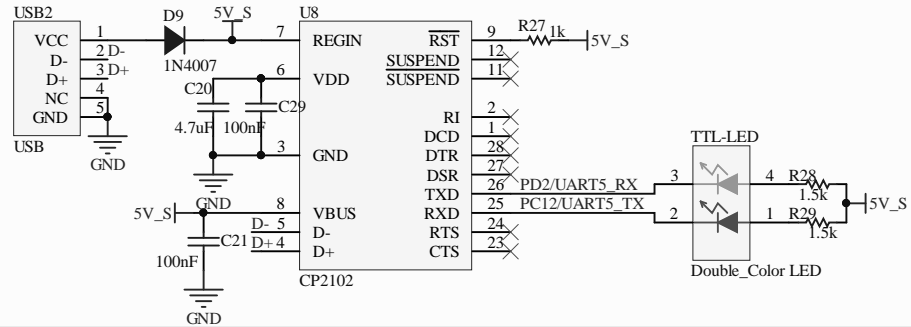 USB2
D9
5V_S
U8
VCC 1
D- 2 D-
D+ 3 D+
NC 4
GND 5
USB
GND
1N4007
7 REGIN
6 VDD
C20
4.7uF
C29
100nF
3 GND
GND
5V_S
8 VBUS
D- 5 D-
D+ 4 D+
C21
100nF
GND
CP2102
RST 9 R27 1k 5V_S
SUSPEND 12
SUSPEND 11
RI 2
DCD 1
DTR 28
DSR 27
TXD 26 PD2/UART5_RX
RXD 25 PC12/UART5_TX
RTS 24
CTS 23
TTL-LED
3 4 R28
1.5k
2 1 R29
1.5k
5V_S
Double_Color LED